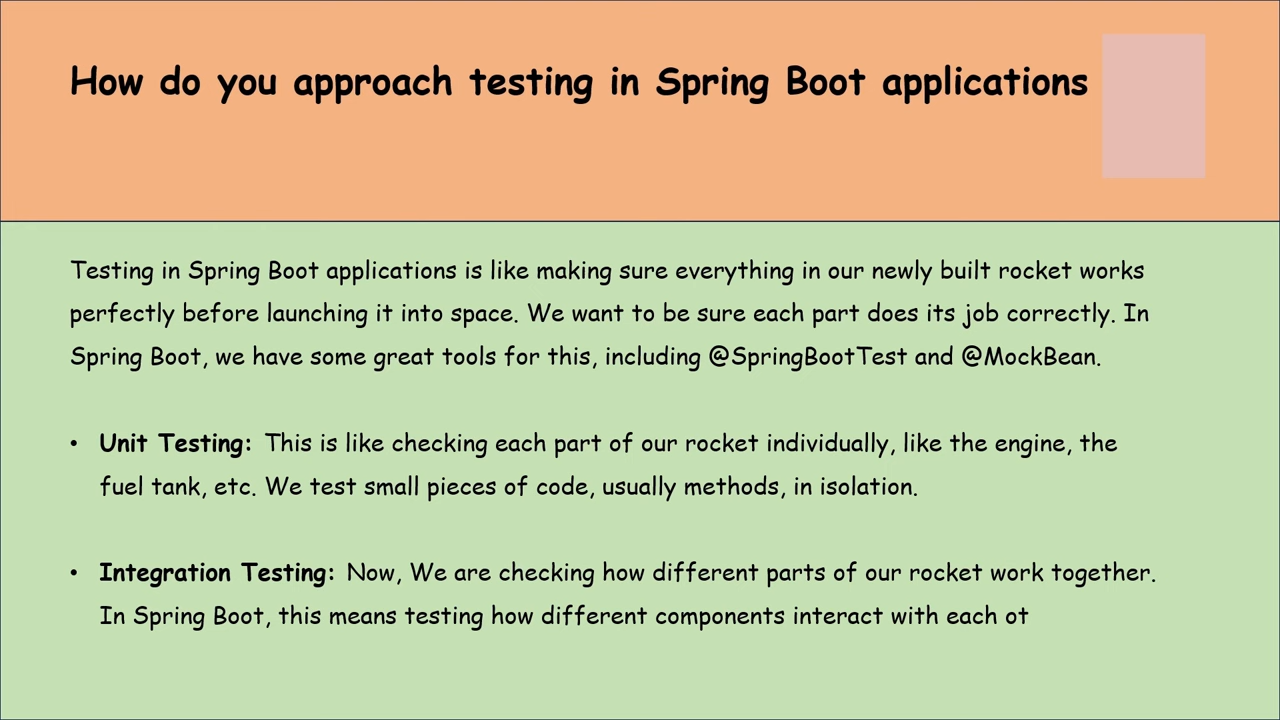 How do you approach testing in Spring Boot applications
Testing in Spring Boot applications is like making sure everything in our newly built rocket works
perfectly before launching it into space. We want to be sure each part does its job correctly. In
Spring Boot, we have some great tools for this, including @SpringBootTest and @MockBean.
• Unit Testing: This is like checking each part of our rocket individually, like the engine, the
fuel tank, etc. We test small pieces of code, usually methods, in isolation.
• Integration Testing: Now, We are checking how different parts of our rocket work together.
In Spring Boot, this means testing how different components interact with each ot